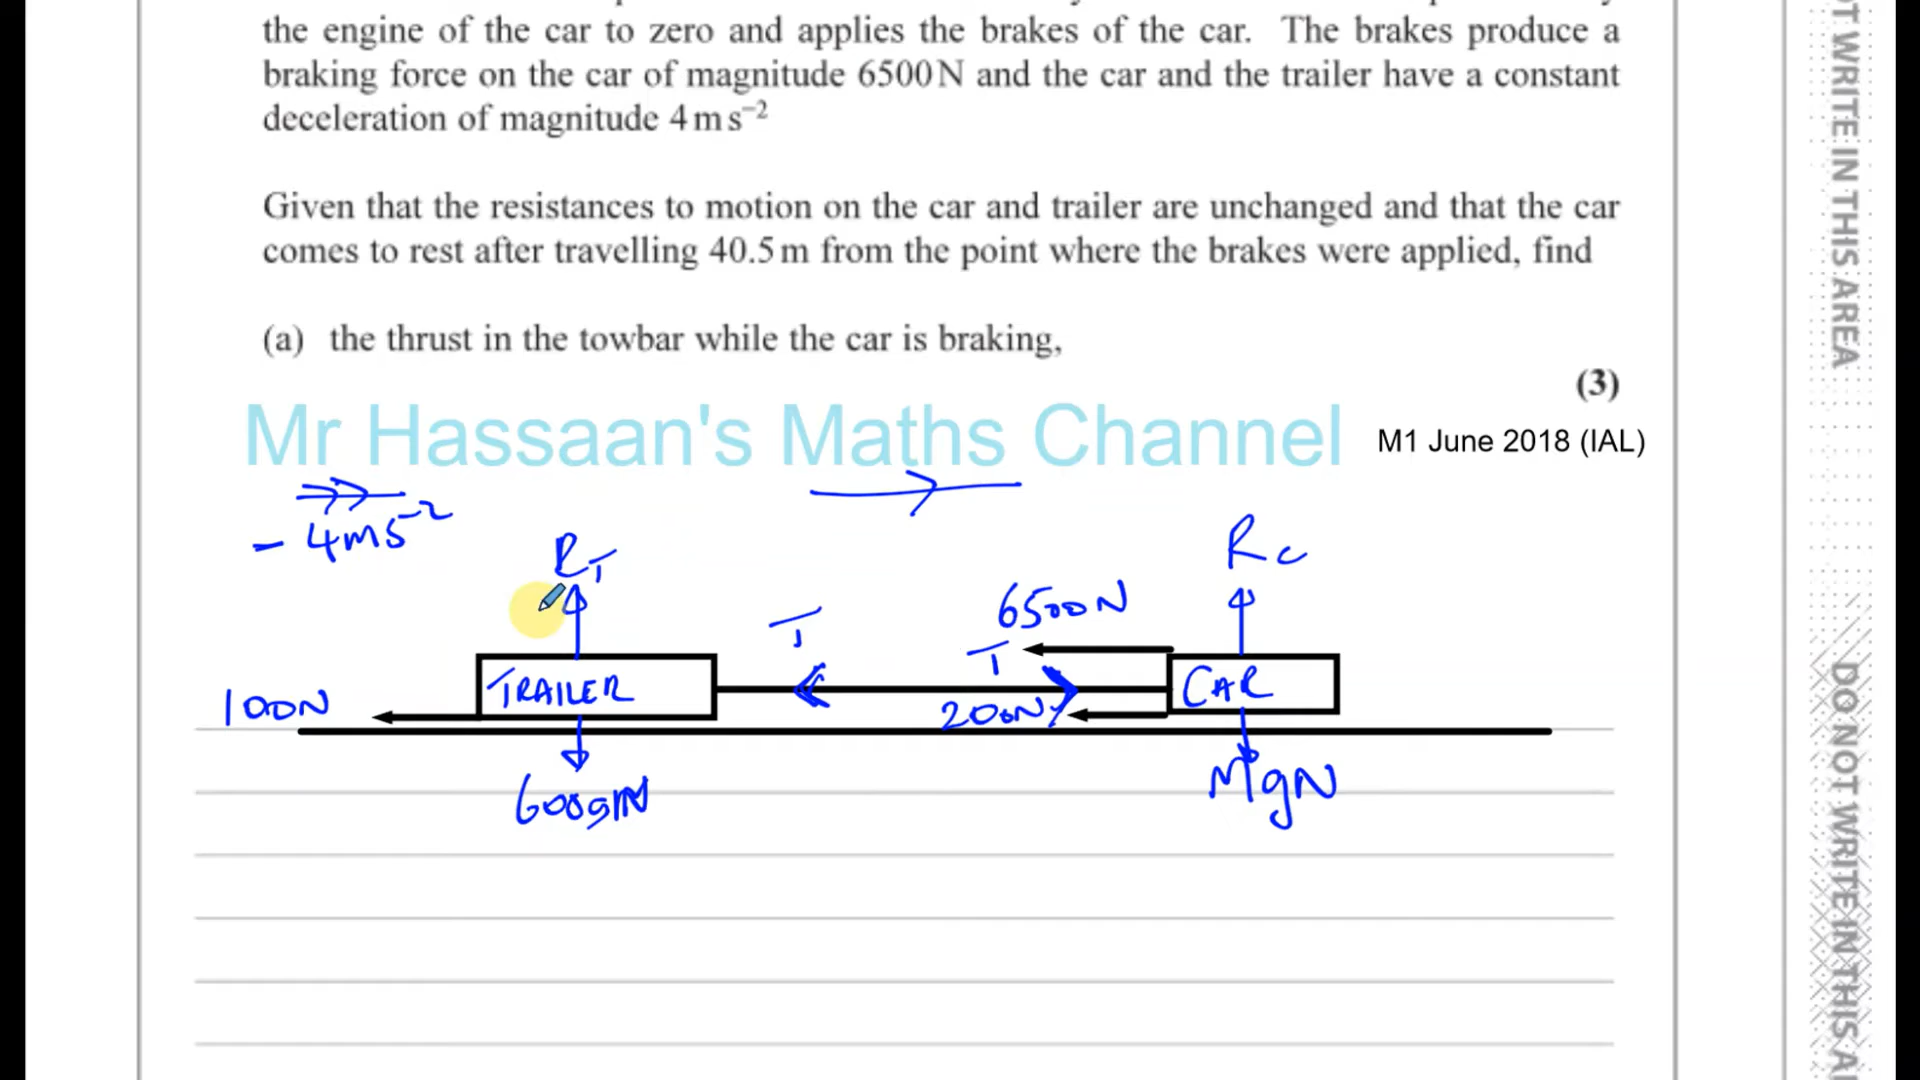 the engine of the car to zero and applies the brakes of the car. The brakes produce a
braking force on the car of magnitude 6500 N and the car and the trailer have a constant
deceleration of magnitude 4 m s⁻²
Given that the resistances to motion on the car and trailer are unchanged and that the car
comes to rest after travelling 40.5 m from the point where the brakes were applied, find
(a) the thrust in the towbar while the car is braking,
(3)
Mr Hassaan's Maths Channel
M1 June 2018 (IAL)
- 4ms⁻²
R_T
R_C
6500N
T
T
TRAILER
CAR
100N
200N
600gN
MgN
OT WRITE IN THIS AREA
DO NOT WRITE IN THIS A